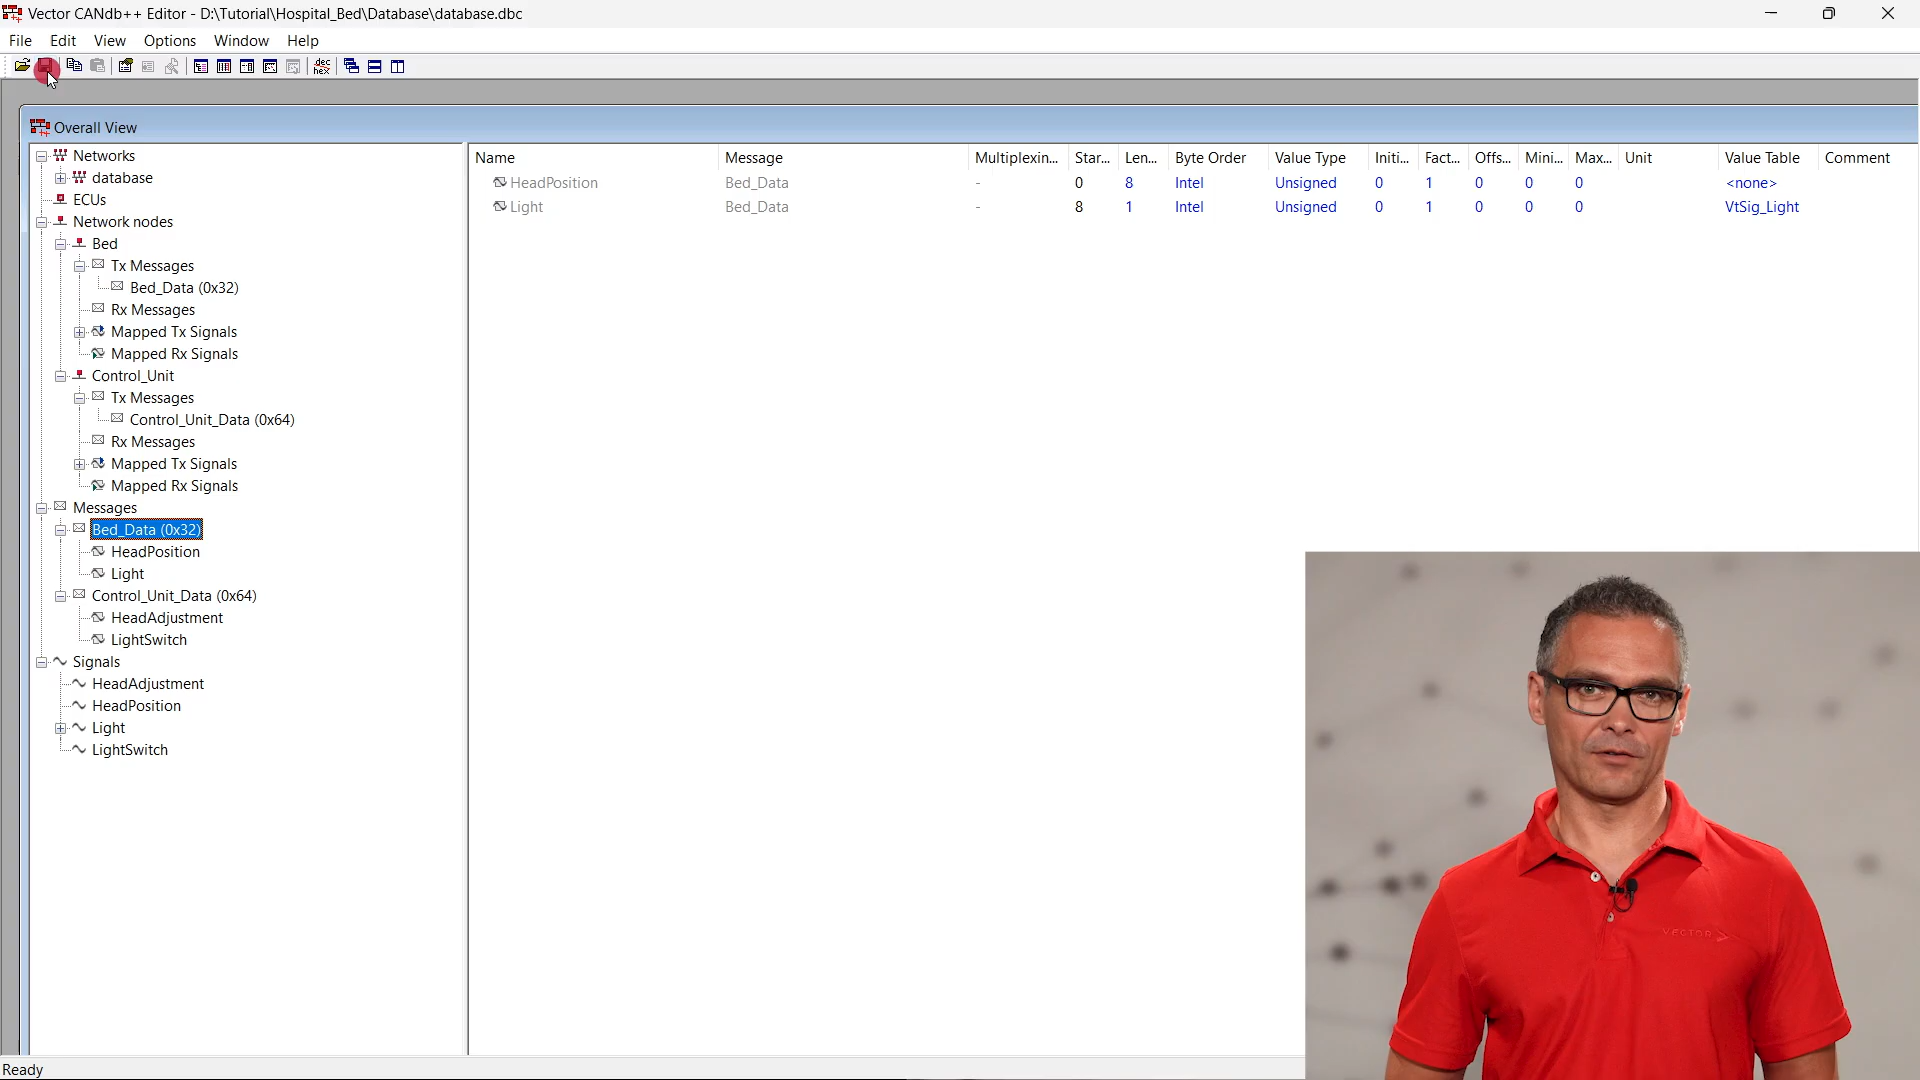 Vector CANdb++ Editor - D:\Tutorial\Hospital_Bed\Database\database.dbc
File Edit View Options Window Help
dec
hex
Overall View
Networks
database
ECUs
Network nodes
Bed
Tx Messages
Bed_Data (0x32)
Rx Messages
Mapped Tx Signals
Mapped Rx Signals
Control_Unit
Tx Messages
Control_Unit_Data (0x64)
Rx Messages
Mapped Tx Signals
Mapped Rx Signals
Messages
Bed_Data (0x32)
HeadPosition
Light
Control_Unit_Data (0x64)
HeadAdjustment
LightSwitch
Signals
HeadAdjustment
HeadPosition
Light
LightSwitch
Name Message Multiplexin... Star... Len... Byte Order Value Type Initi... Fact... Offs... Mini... Max... Unit Value Table Comment
HeadPosition Bed_Data - 0 8 Intel Unsigned 0 1 0 0 0 <none>
Light Bed_Data - 8 1 Intel Unsigned 0 1 0 0 0 VtSig_Light
VECTOR
Ready